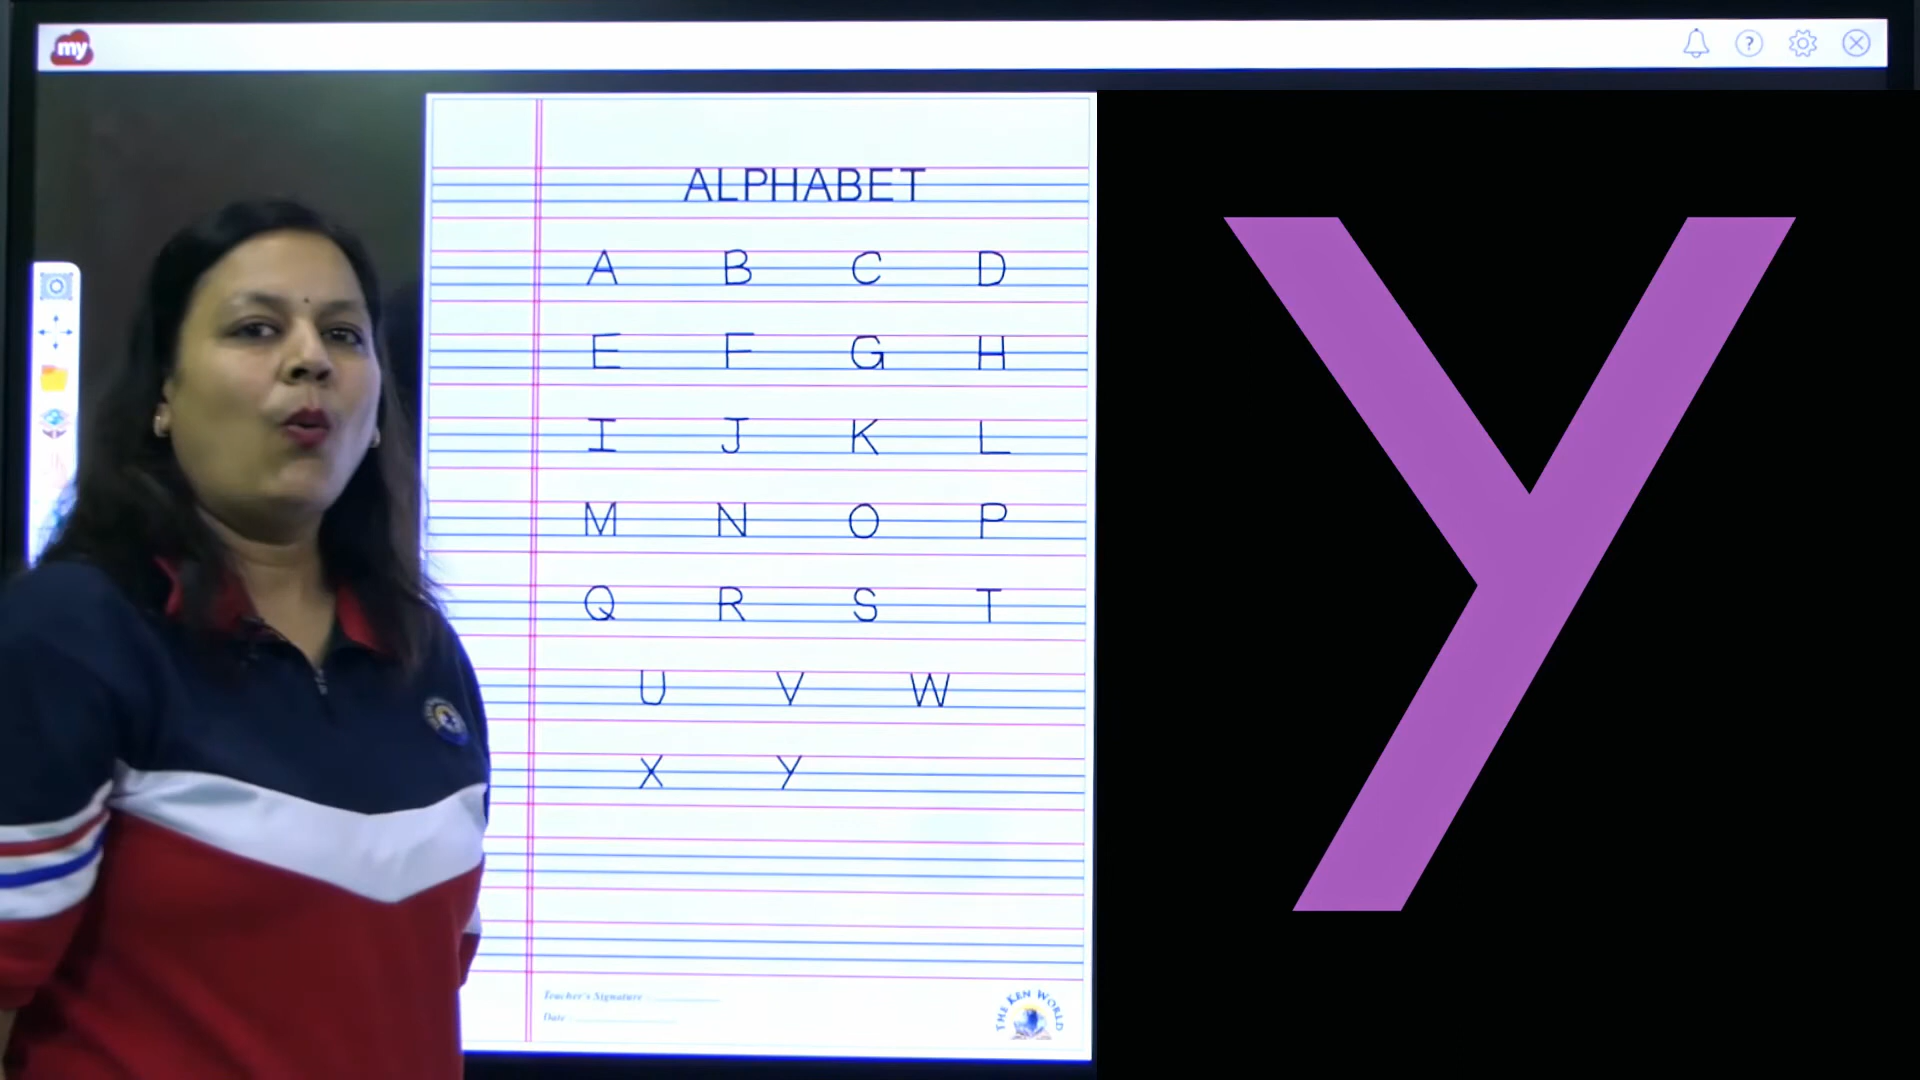 my
ALPHABET
A B C D
E F G H
I J K L
M N O P
Q R S T
U V W
X Y
Teacher's Signature :
Date :
THE KEN WORLD
Y